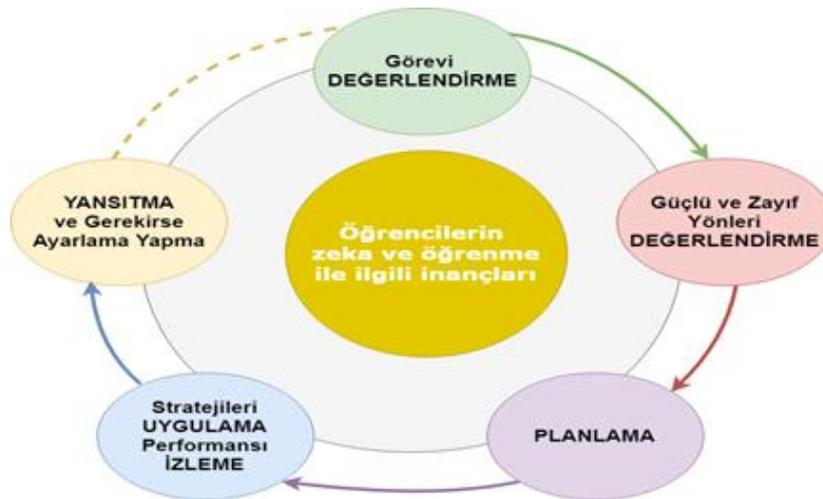 Görevi
DEĞERLENDİRME
Güçlü ve Zayıf
Yönleri
DEĞERLENDİRME
PLANLAMA
Stratejileri
UYGULAMA
Performansı
İZLEME
YANSITMA
ve Gerekirse
Ayarlama Yapma
Öğrencilerin
zeka ve öğrenme
ile ilgili inançları